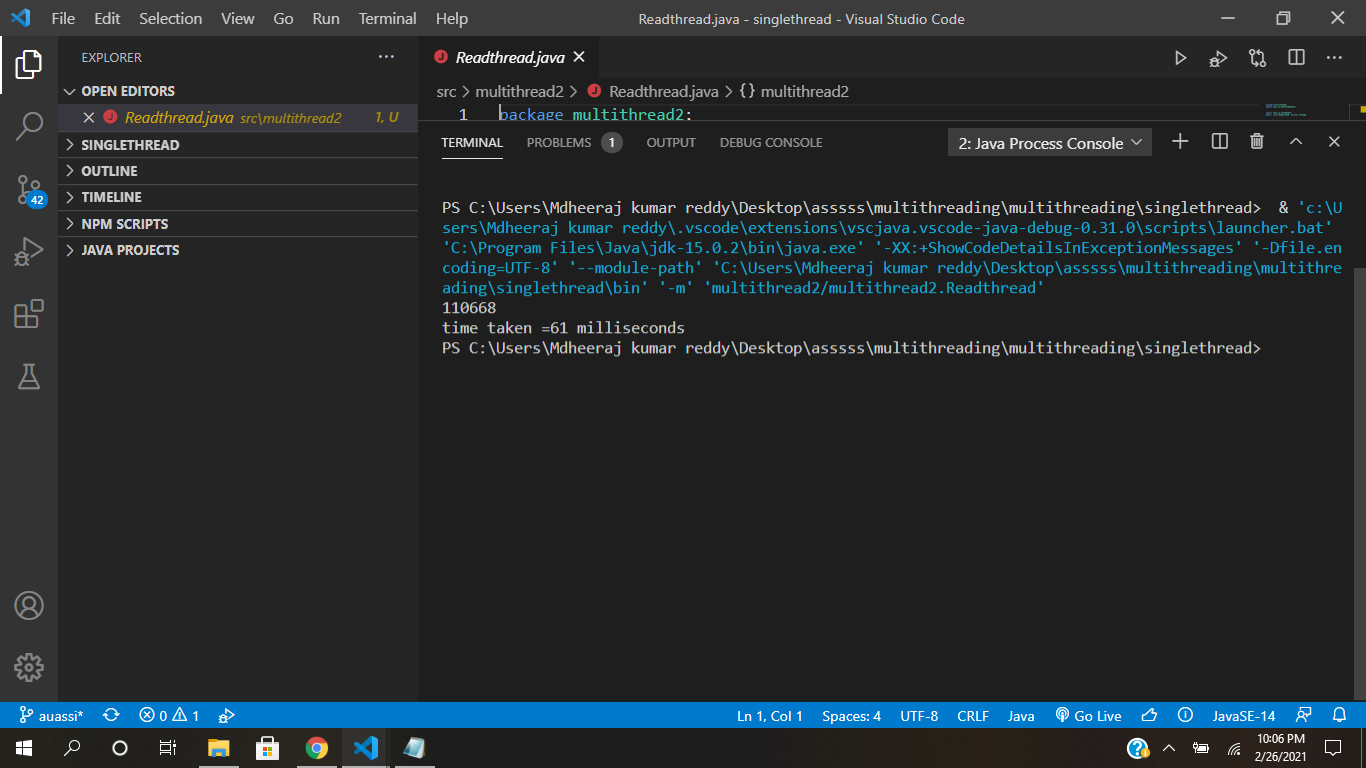 File Edit Selection View Go Run Terminal Help
Readthread.java - singlethread - Visual Studio Code
EXPLORER
OPEN EDITORS
Readthread.java src\multithread2 1, U
SINGLETHREAD
OUTLINE
TIMELINE
NPM SCRIPTS
JAVA PROJECTS
42
Readthread.java
src > multithread2 > Readthread.java > {} multithread2
1 package multithread2;
TERMINAL PROBLEMS 1 OUTPUT DEBUG CONSOLE 2: Java Process Console
PS C:\Users\Mdheeraj kumar reddy\Desktop\asssss\multithreading\multithreading\singlethread> & 'c:\U
sers\Mdheeraj kumar reddy\.vscode\extensions\vscjava.vscode-java-debug-0.31.0\scripts\launcher.bat'
'C:\Program Files\Java\jdk-15.0.2\bin\java.exe' '-XX:+ShowCodeDetailsInExceptionMessages' '-Dfile.en
coding=UTF-8' '--module-path' 'C:\Users\Mdheeraj kumar reddy\Desktop\asssss\multithreading\multithre
ading\singlethread\bin' '-m' 'multithread2/multithread2.Readthread'
110668
time taken =61 milliseconds
PS C:\Users\Mdheeraj kumar reddy\Desktop\asssss\multithreading\multithreading\singlethread>
auassi* 0 1 Ln 1, Col 1 Spaces: 4 UTF-8 CRLF Java Go Live JavaSE-14
10:06 PM
2/26/2021